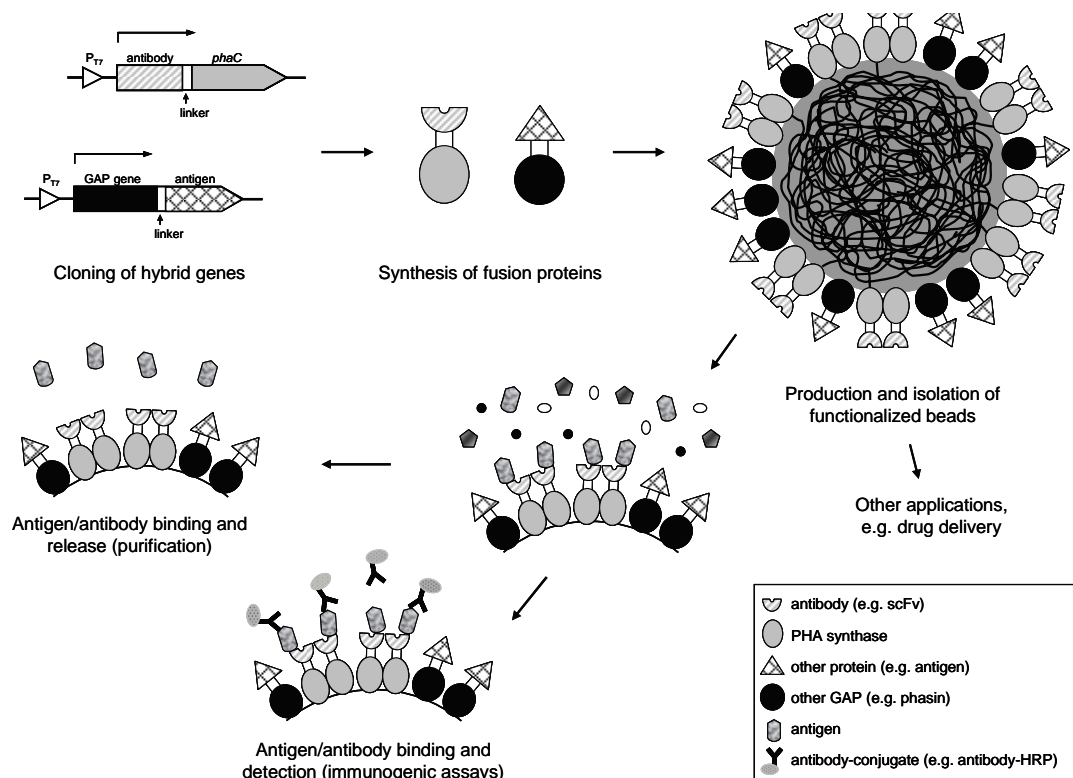 P T7
antibody
phaC
linker
P T7
GAP gene
antigen
linker
Cloning of hybrid genes
Synthesis of fusion proteins
Production and isolation of
functionalized beads
Other applications,
e.g. drug delivery
Antigen/antibody binding and
release (purification)
Antigen/antibody binding and
detection (immunogenic assays)
antibody (e.g. scFv)
PHA synthase
other protein (e.g. antigen)
other GAP (e.g. phasin)
antigen
antibody-conjugate (e.g. antibody-HRP)